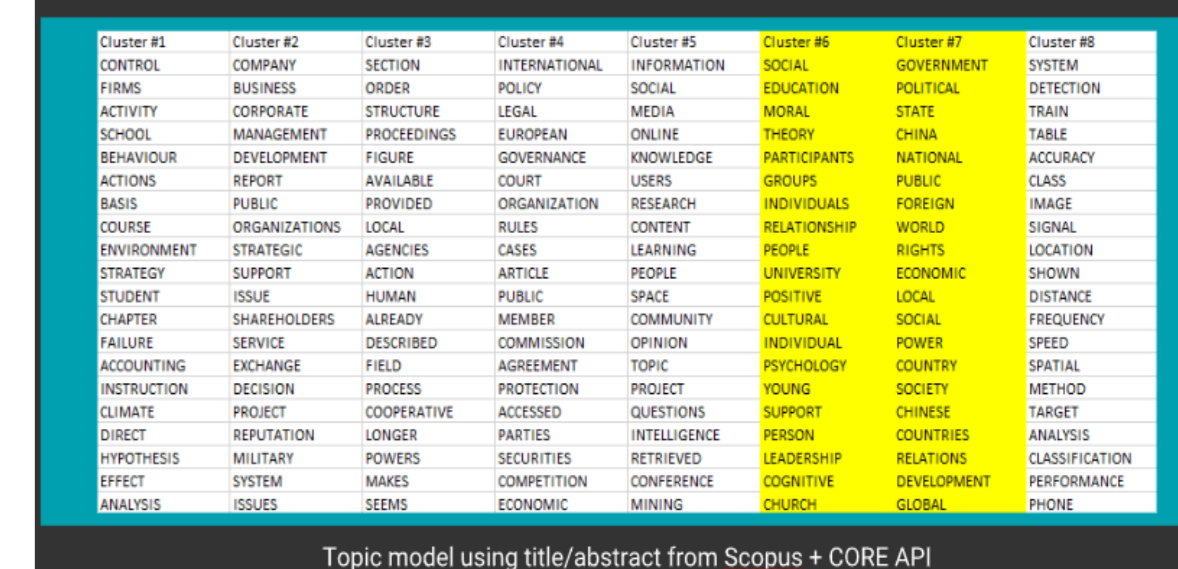 Cluster #1 Cluster #2 Cluster #3 Cluster #4 Cluster #5 Cluster #6 Cluster #7 Cluster #8
CONTROL COMPANY SECTION INTERNATIONAL INFORMATION SOCIAL GOVERNMENT SYSTEM
FIRMS BUSINESS ORDER POLICY SOCIAL EDUCATION POLITICAL DETECTION
ACTIVITY CORPORATE STRUCTURE LEGAL MEDIA MORAL STATE TRAIN
SCHOOL MANAGEMENT PROCEEDINGS EUROPEAN ONLINE THEORY CHINA TABLE
BEHAVIOUR DEVELOPMENT FIGURE GOVERNANCE KNOWLEDGE PARTICIPANTS NATIONAL ACCURACY
ACTIONS REPORT AVAILABLE COURT USERS GROUPS PUBLIC CLASS
BASIS PUBLIC PROVIDED ORGANIZATION RESEARCH INDIVIDUALS FOREIGN IMAGE
COURSE ORGANIZATIONS LOCAL RULES CONTENT RELATIONSHIP WORLD SIGNAL
ENVIRONMENT STRATEGIC AGENCIES CASES LEARNING PEOPLE RIGHTS LOCATION
STRATEGY SUPPORT ACTION ARTICLE PEOPLE UNIVERSITY ECONOMIC SHOWN
STUDENT ISSUE HUMAN PUBLIC SPACE POSITIVE LOCAL DISTANCE
CHAPTER SHAREHOLDERS ALREADY MEMBER COMMUNITY CULTURAL SOCIAL FREQUENCY
FAILURE SERVICE DESCRIBED COMMISSION OPINION INDIVIDUAL POWER SPEED
ACCOUNTING EXCHANGE FIELD AGREEMENT TOPIC PSYCHOLOGY COUNTRY SPATIAL
INSTRUCTION DECISION PROCESS PROTECTION PROJECT YOUNG SOCIETY METHOD
CLIMATE PROJECT COOPERATIVE ACCESSED QUESTIONS SUPPORT CHINESE TARGET
DIRECT REPUTATION LONGER PARTIES INTELLIGENCE PERSON COUNTRIES ANALYSIS
HYPOTHESIS MILITARY POWERS SECURITIES RETRIEVED LEADERSHIP RELATIONS CLASSIFICATION
EFFECT SYSTEM MAKES COMPETITION CONFERENCE COGNITIVE DEVELOPMENT PERFORMANCE
ANALYSIS ISSUES SEEMS ECONOMIC MINING CHURCH GLOBAL PHONE
Topic model using title/abstract from Scopus + CORE API